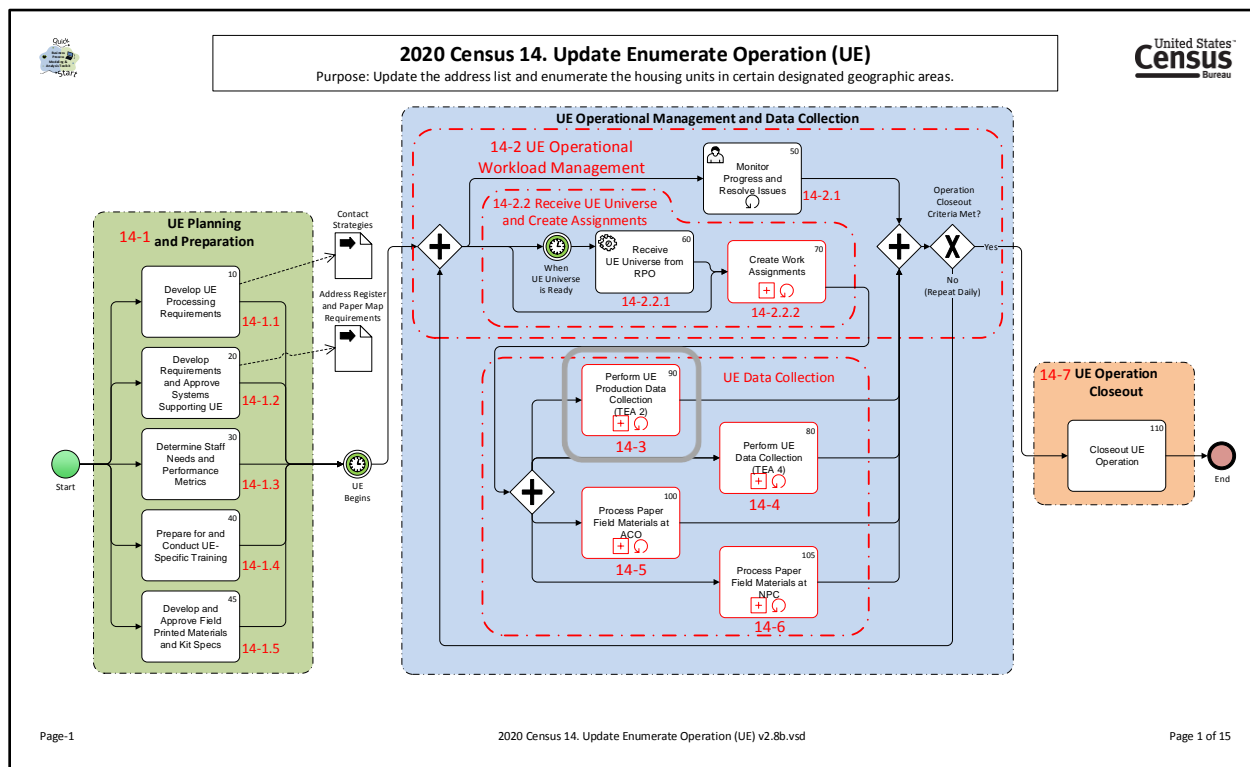 Quick
Start
2020 Census 14. Update Enumerate Operation (UE)
Purpose: Update the address list and enumerate the housing units in certain designated geographic areas.
United States™
Census
Bureau
UE Operational Management and Data Collection
14-2 UE Operational
Workload Management
50
Monitor
Progress and
Resolve Issues
14-2.1
Operation
Closeout
Criteria Met?
14-2.2 Receive UE Universe
and Create Assignments
When
UE Universe
is Ready
60
Receive
UE Universe from
RPO
14-2.2.1
70
Create Work
Assignments
14-2.2.2
X
Yes
No
(Repeat Daily)
Contact
Strategies
Address Register
and Paper Map
Requirements
14-1
UE Planning
and Preparation
10
Develop UE
Processing
Requirements
14-1.1
20
Develop
Requirements
and Approve
Systems
Supporting UE
14-1.2
30
Determine Staff
Needs and
Performance
Metrics
14-1.3
40
Prepare for and
Conduct UE-
Specific Training
14-1.4
45
Develop and
Approve Field
Printed Materials
and Kit Specs
14-1.5
Start
UE
Begins
UE Data Collection
90
Perform UE
Production Data
Collection
(TEA 2)
14-3
80
Perform UE
Data Collection
(TEA 4)
14-4
100
Process Paper
Field Materials at
ACO
14-5
105
Process Paper
Field Materials at
NPC
14-6
14-7 UE Operation
Closeout
110
Closeout UE
Operation
End
Page-1
2020 Census 14. Update Enumerate Operation (UE) v2.8b.vsd
Page 1 of 15